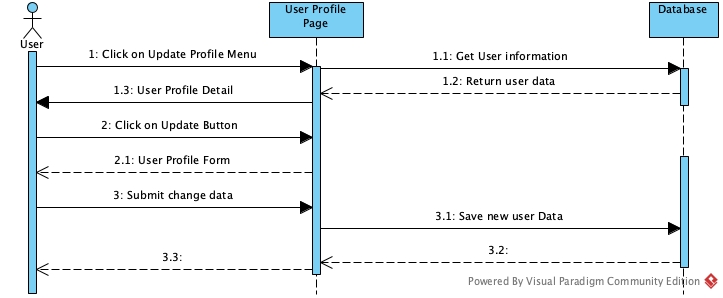 User Profile
Page
Database
User
1: Click on Update Profile Menu
1.1: Get User information
1.2: Return user data
1.3: User Profile Detail
2: Click on Update Button
2.1: User Profile Form
3: Submit change data
3.1: Save new user Data
3.2:
3.3:
Powered By Visual Paradigm Community Edition